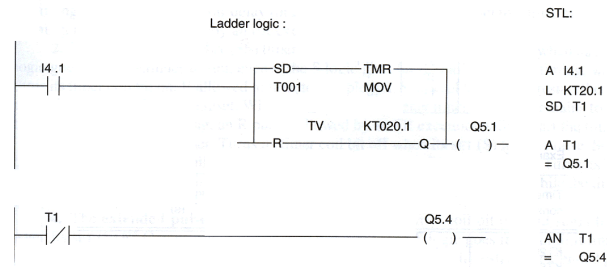 Ladder logic :
STL:
I4 .1
SD TMR
T001 MOV
TV KT020.1 Q5.1
R Q ( )
A I4.1
L KT20.1
SD T1
A T1
= Q5.1
T1 Q5.4
( )
AN T1
= Q5.4